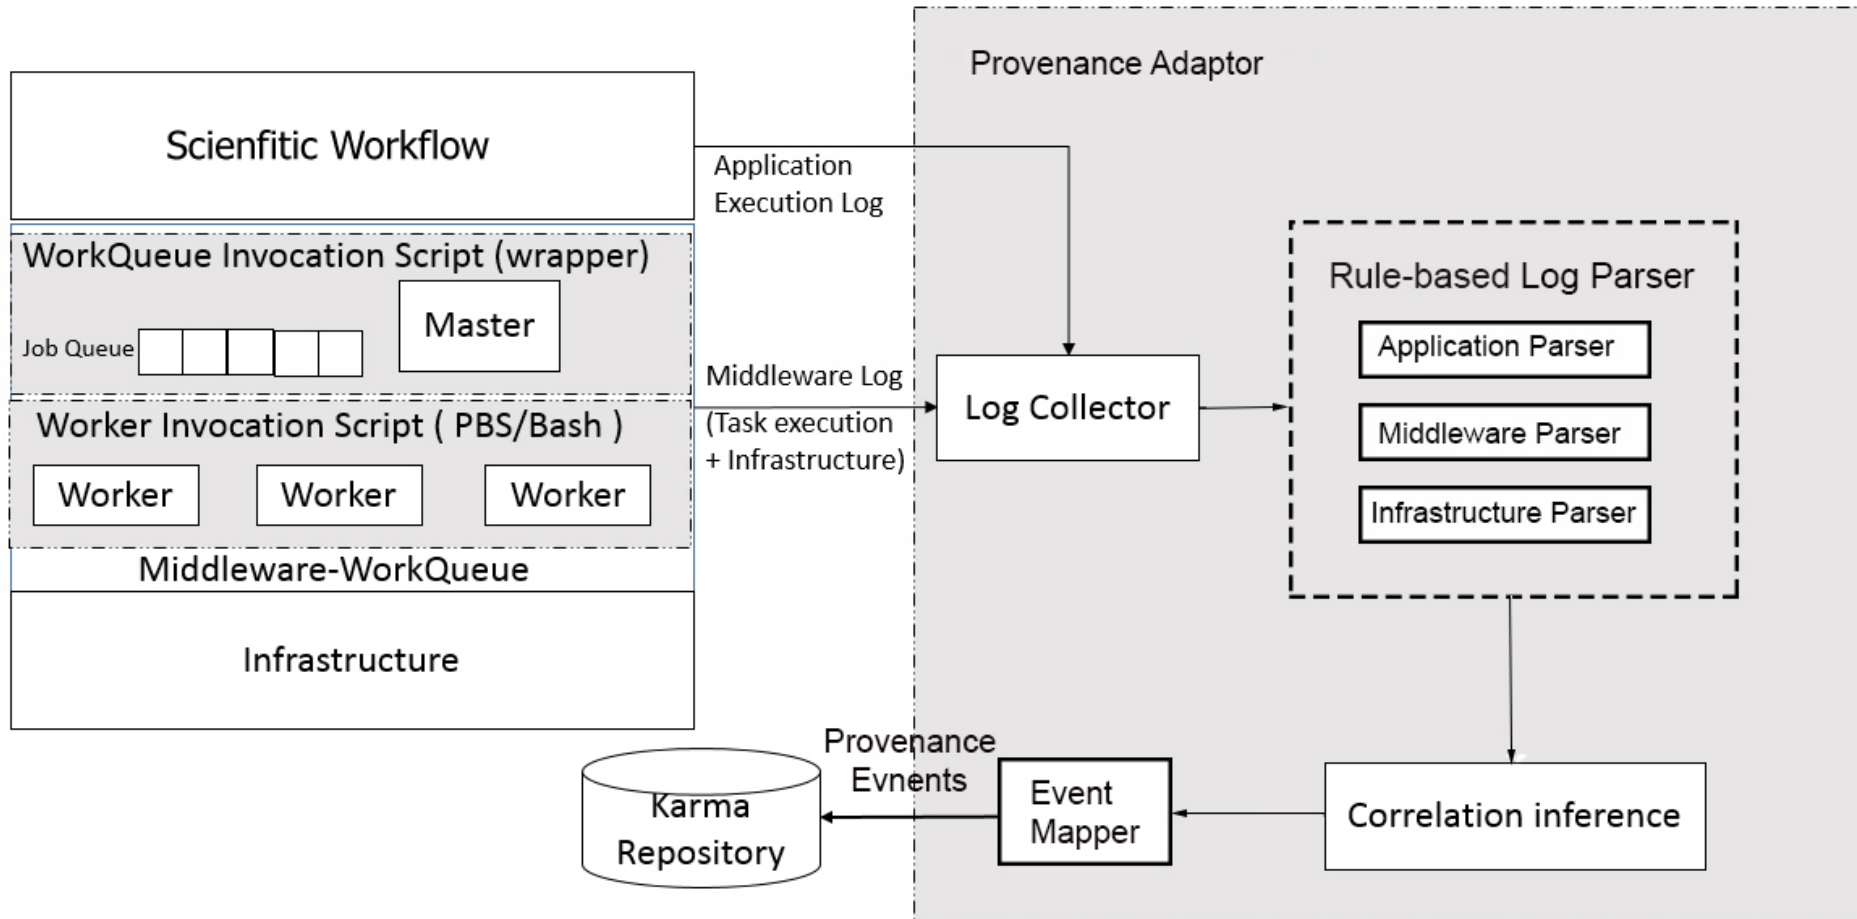 Provenance Adaptor
Scienfitic Workflow
Application
Execution Log
WorkQueue Invocation Script (wrapper)
Master
Job Queue
Worker Invocation Script ( PBS/Bash )
Worker
Worker
Worker
Middleware-WorkQueue
Infrastructure
Middleware Log
(Task execution
+ Infrastructure)
Log Collector
Rule-based Log Parser
Application Parser
Middleware Parser
Infrastructure Parser
Correlation inference
Event
Mapper
Provenance
Evnents
Karma
Repository